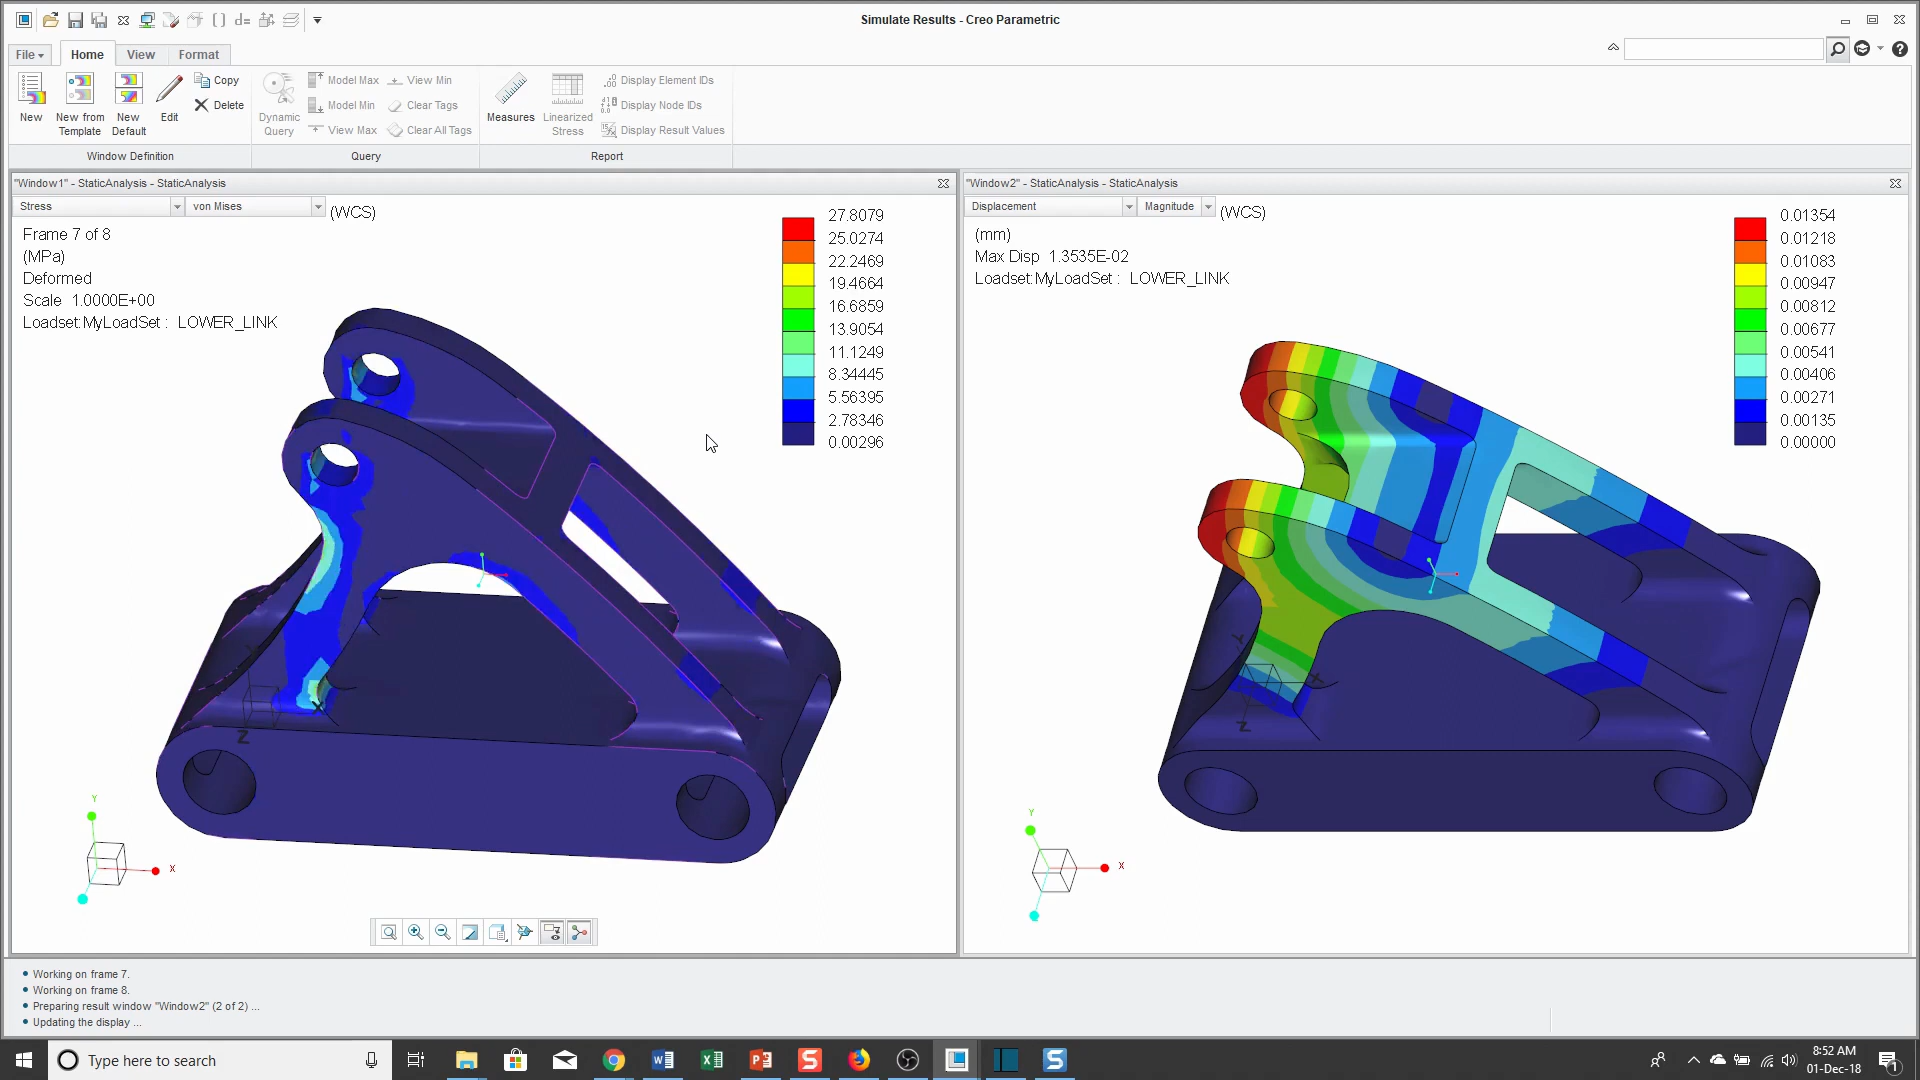 Simulate Results - Creo Parametric
File
Home
View
Format
New
New from Template
New Default
Edit
Copy
Delete
Dynamic Query
Model Max
Model Min
View Max
View Min
Clear Tags
Clear All Tags
Measures
Linearized Stress
Display Element IDs
Display Node IDs
Display Result Values
Window Definition
Query
Report
"Window1" - StaticAnalysis - StaticAnalysis
Stress
von Mises
(WCS)
Frame 7 of 8
(MPa)
Deformed
Scale 1.0000E+00
Loadset:MyLoadSet : LOWER_LINK
27.8079
25.0274
22.2469
19.4664
16.6859
13.9054
11.1249
8.34445
5.56395
2.78346
0.00296
X
Z
Y
X
"Window2" - StaticAnalysis - StaticAnalysis
Displacement
Magnitude
(WCS)
(mm)
Max Disp 1.3535E-02
Loadset:MyLoadSet : LOWER_LINK
0.01354
0.01218
0.01083
0.00947
0.00812
0.00677
0.00541
0.00406
0.00271
0.00135
0.00000
Y
X
Z
Y
X
Working on frame 7.
Working on frame 8.
Preparing result window "Window2" (2 of 2) ...
Updating the display ...
Type here to search
8:52 AM
01-Dec-18